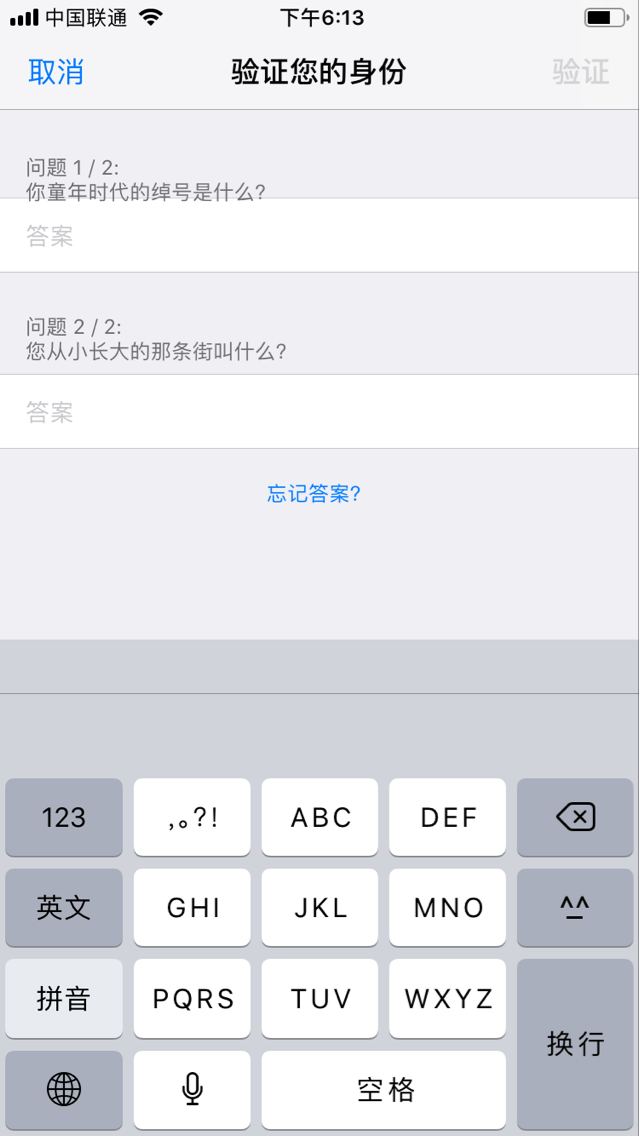 中国联通 下午6:13
取消 验证您的身份 验证
问题 1 / 2:
你童年时代的绰号是什么?
答案
问题 2 / 2:
您从小长大的那条街叫什么?
答案
忘记答案?
123 ,。?! ABC DEF
英文 GHI JKL MNO ^^
拼音 PQRS TUV WXYZ 换行
空格